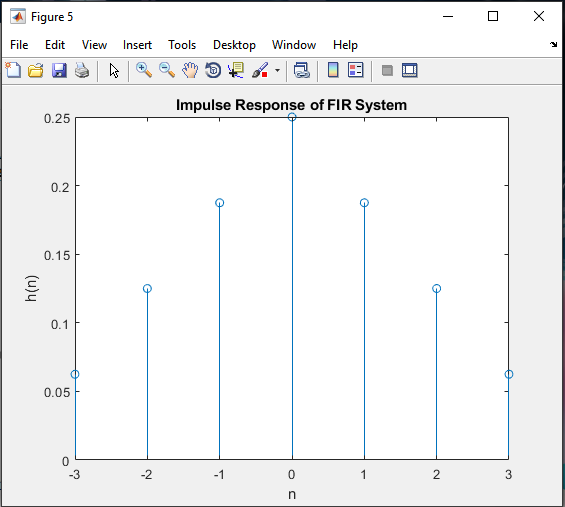 Figure 5
File Edit View Insert Tools Desktop Window Help
Impulse Response of FIR System
0.25
0.2
0.15
0.1
0.05
0
h(n)
-3 -2 -1 0 1 2 3
n